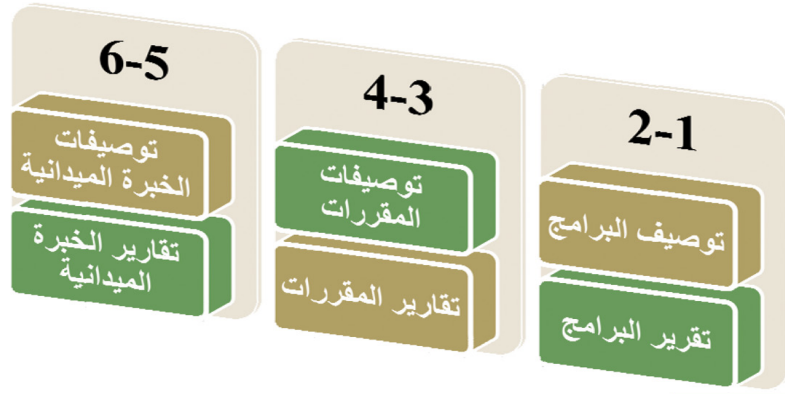 2-1
توصيف البرامج
تقرير البرامج
4-3
توصيفات
المقررات
تقارير المقررات
6-5
توصيفات
الخبرة الميدانية
تقارير الخبرة
الميدانية